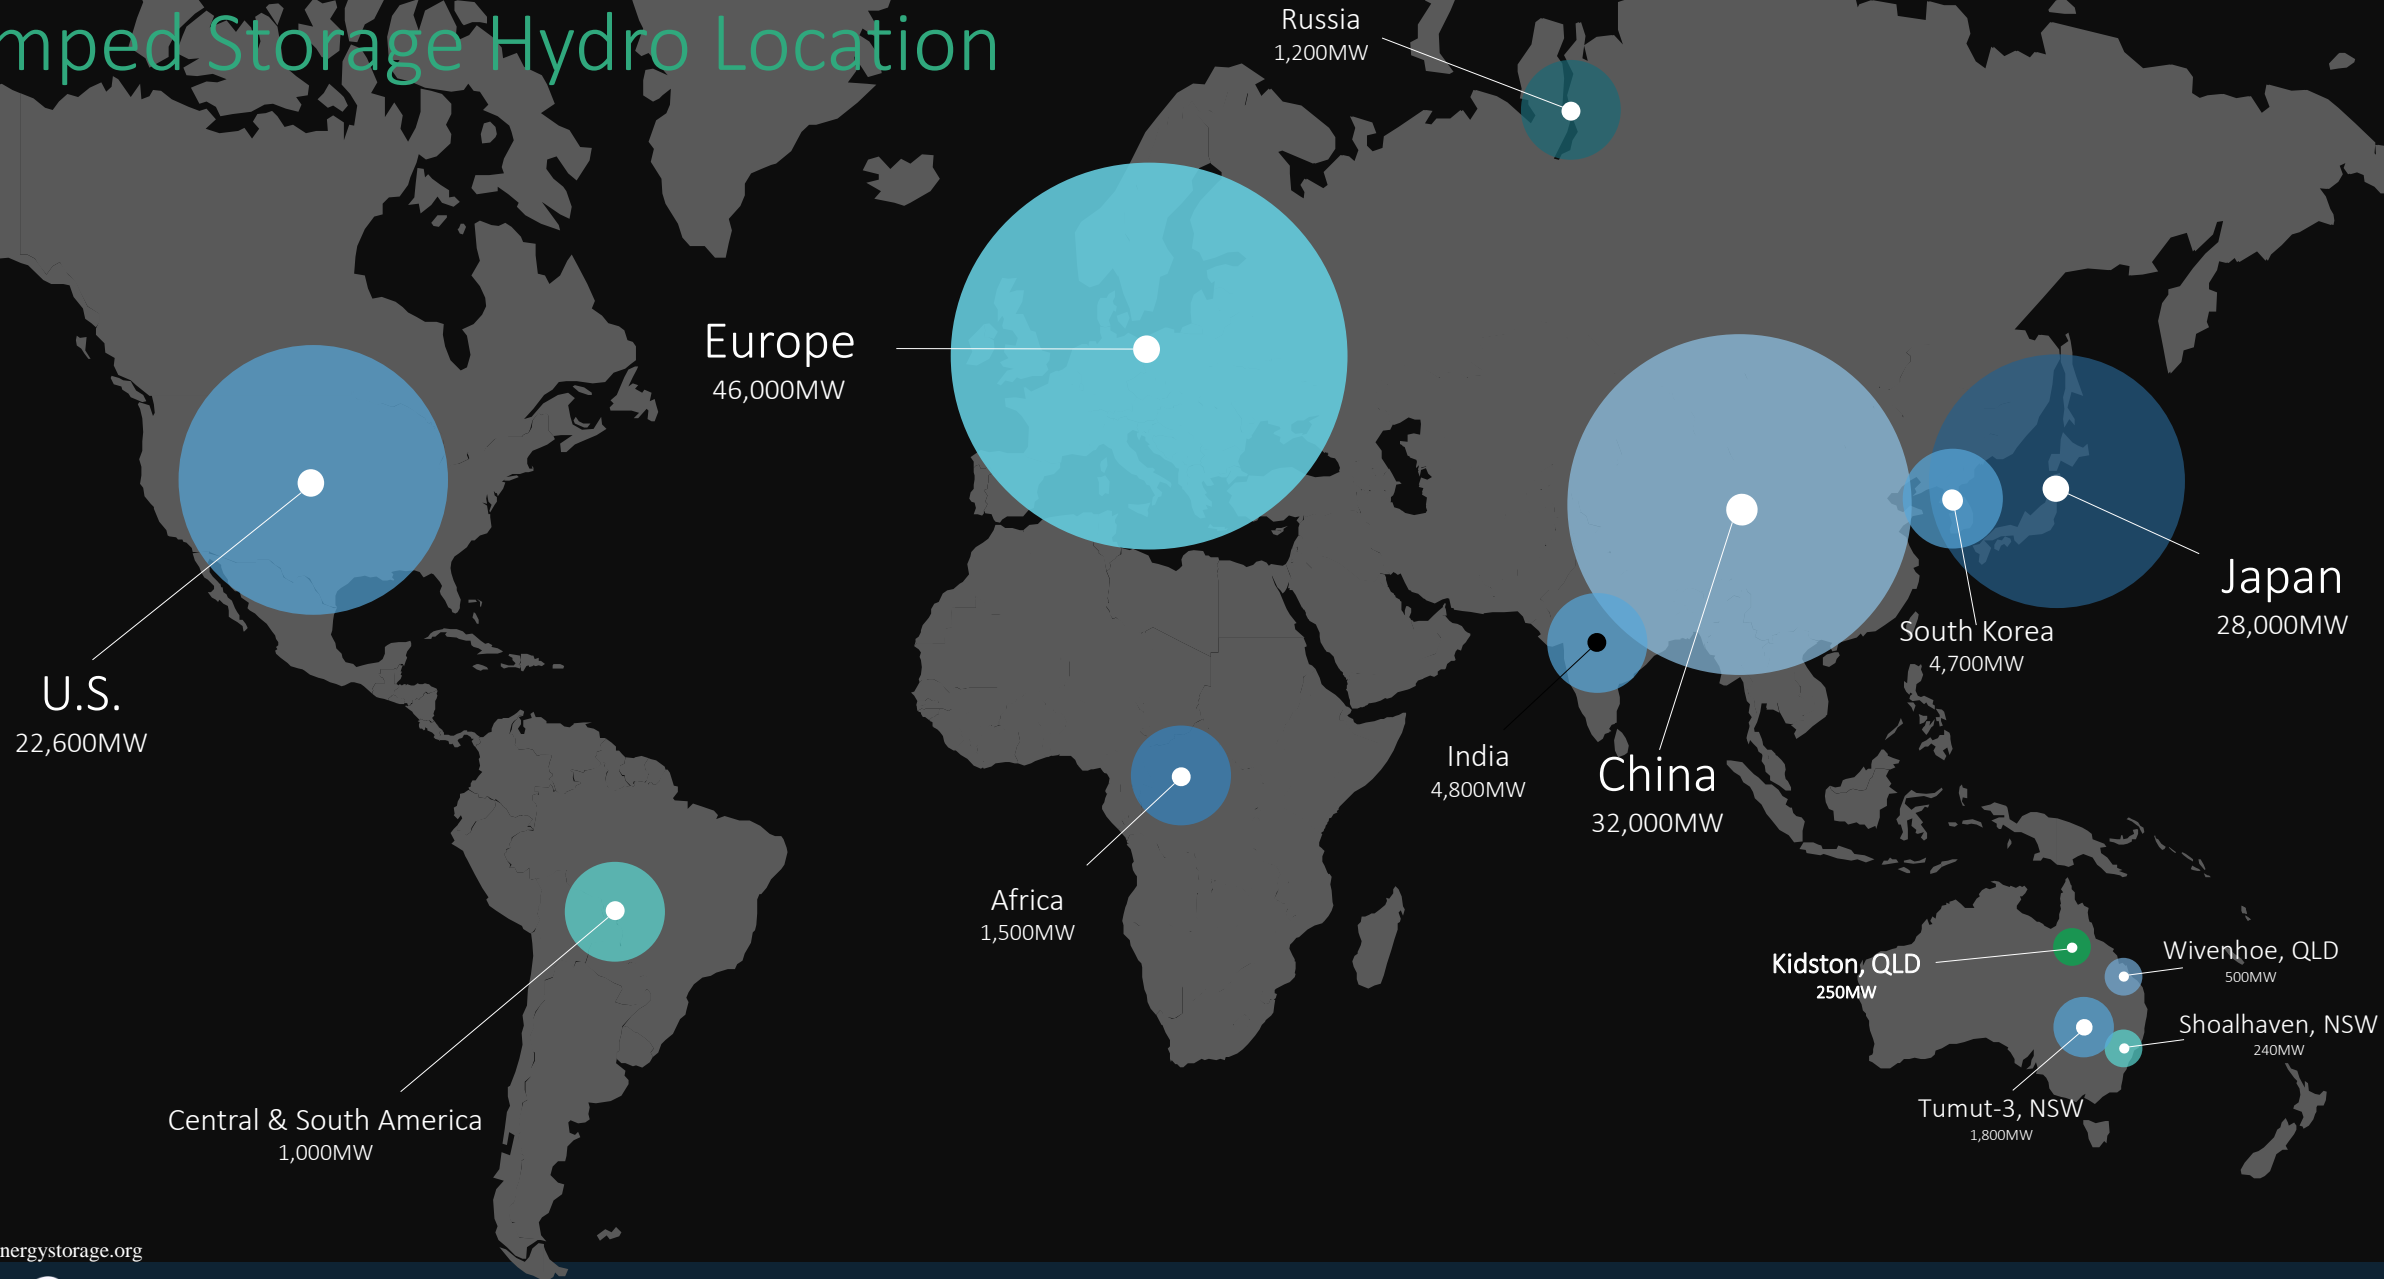 mped Storage Hydro Location
Russia
1,200MW
Europe
46,000MW
U.S.
22,600MW
Japan
28,000MW
South Korea
4,700MW
India
4,800MW
China
32,000MW
Africa
1,500MW
Central & South America
1,000MW
Kidston, QLD
250MW
Wivenhoe, QLD
500MW
Shoalhaven, NSW
240MW
Tumut-3, NSW
1,800MW
nergystorage.org